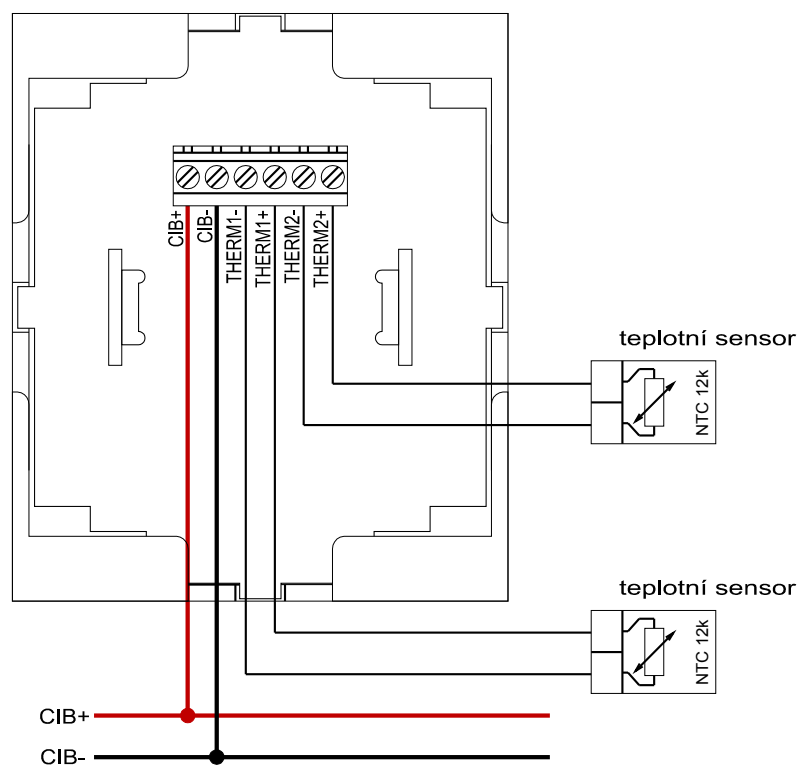 CIB+
CIB-
THERM1-
THERM1+
THERM2-
THERM2+
teplotní sensor
NTC 12k
teplotní sensor
NTC 12k
CIB+
CIB-